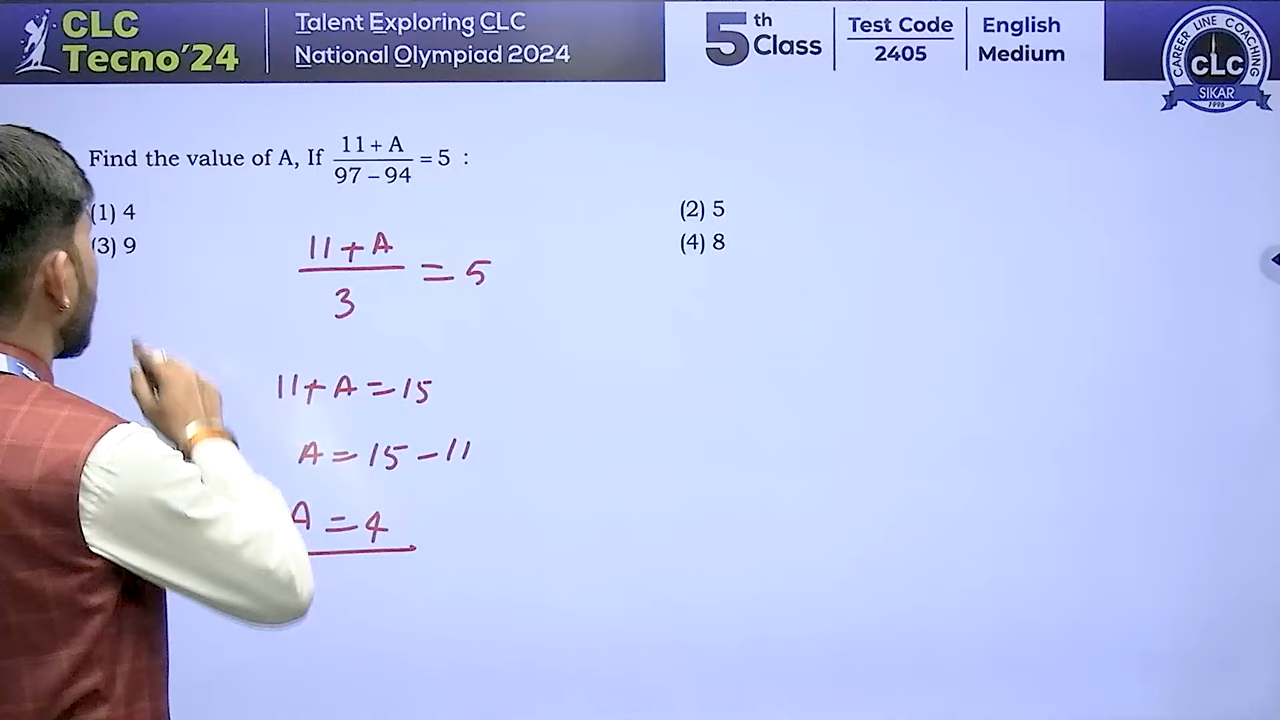 CLC
Tecno'24
Talent Exploring CLC
National Olympiad 2024
5th Class
Test Code
2405
English
Medium
CAREER LINE COACHING
CLC
SIKAR
1996
Find the value of A, If (11 + A)/(97 – 94) = 5 :
(1) 4
(2) 5
(3) 9
(4) 8
(11 + A)/3 = 5
11 + A = 15
A = 15 – 11
A = 4